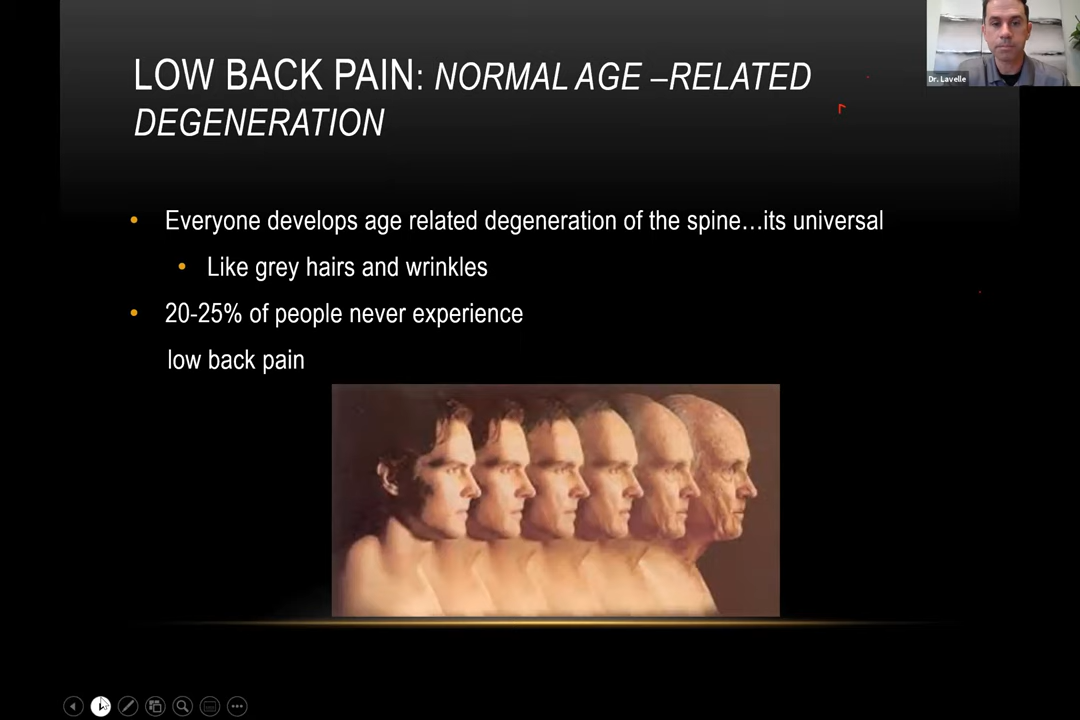 LOW BACK PAIN: NORMAL AGE –RELATED
DEGENERATION
Dr. Lavelle
• Everyone develops age related degeneration of the spine…its universal
• Like grey hairs and wrinkles
• 20-25% of people never experience
low back pain